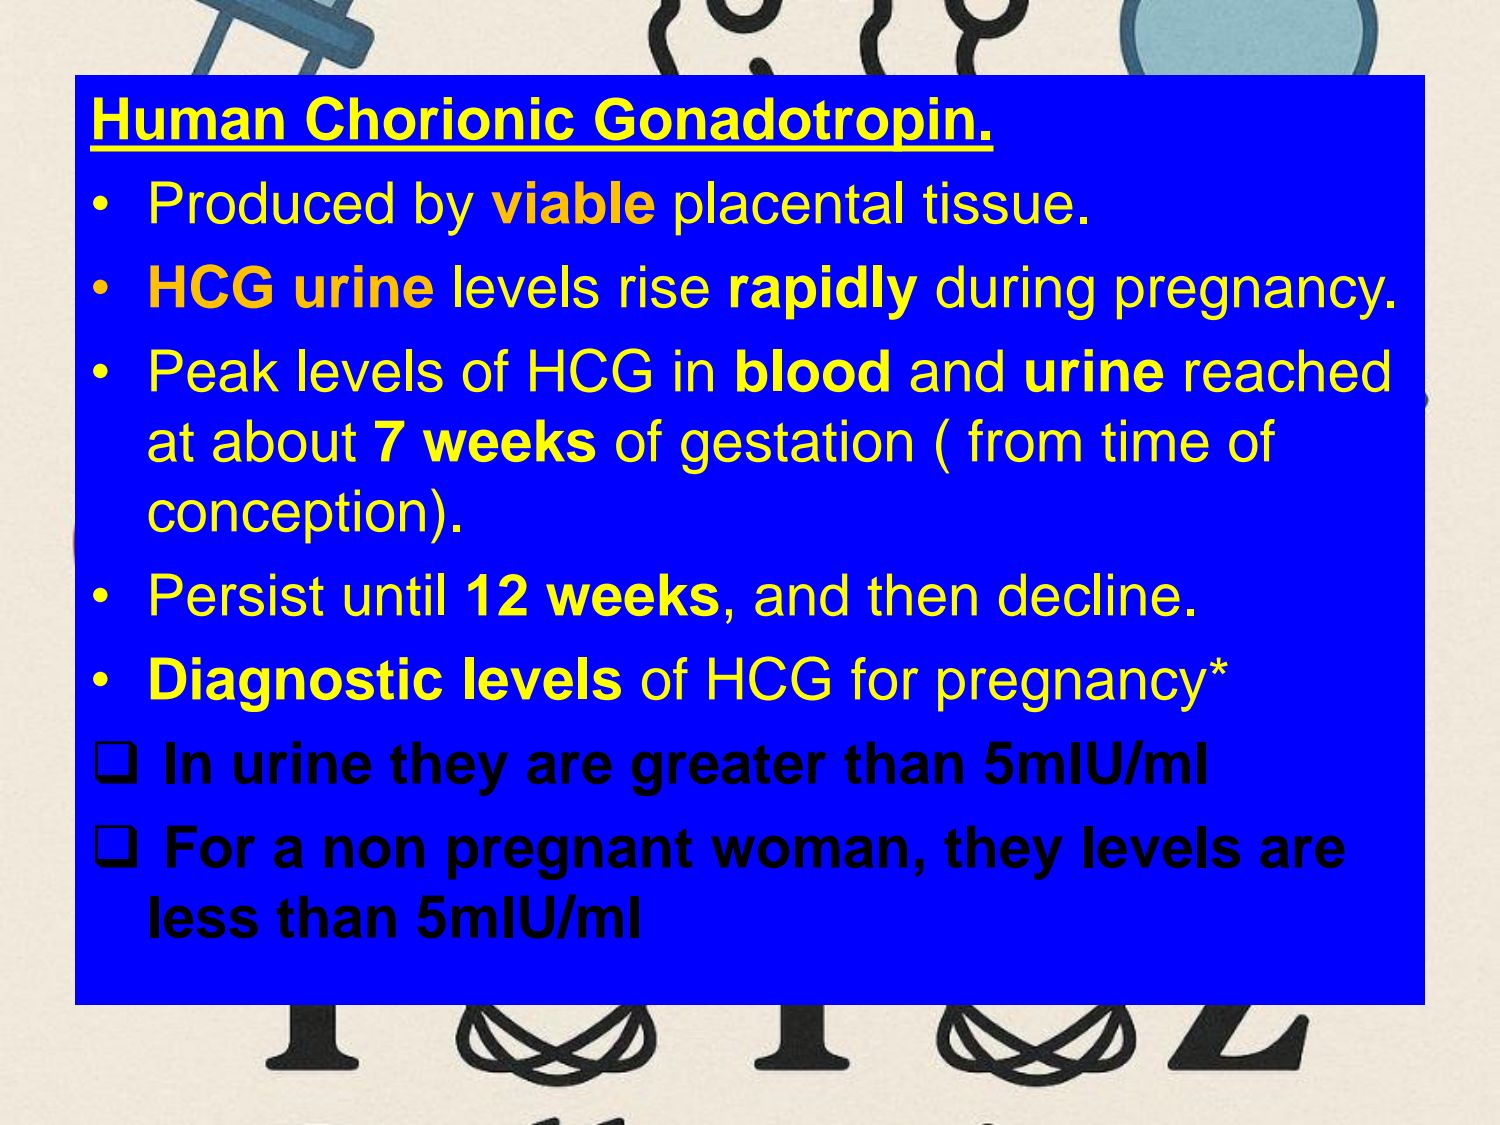 Human Chorionic Gonadotropin.
• Produced by viable placental tissue.
• HCG urine levels rise rapidly during pregnancy.
• Peak levels of HCG in blood and urine reached
at about 7 weeks of gestation ( from time of
conception).
• Persist until 12 weeks, and then decline.
• Diagnostic levels of HCG for pregnancy*
❑ In urine they are greater than 5mIU/ml
❑ For a non pregnant woman, they levels are
less than 5mIU/ml